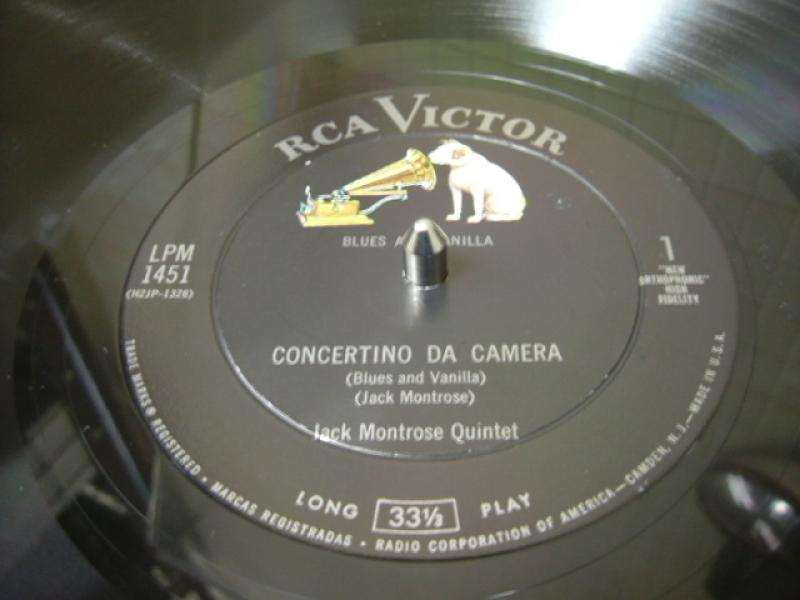 RCA VICTOR
BLUES A VANILLA
LPM
1451
(H2JP-1328)
1
"NEW
ORTHOPHONIC"
HIGH
FIDELITY
CONCERTINO DA CAMERA
(Blues and Vanilla)
(Jack Montrose)
Jack Montrose Quintet
LONG 33⅓ PLAY
TRADE MARKS ® REGISTERED • MARCAS REGISTRADAS • RADIO CORPORATION OF AMERICA—CAMDEN, N. J.—MADE IN U.S.A.